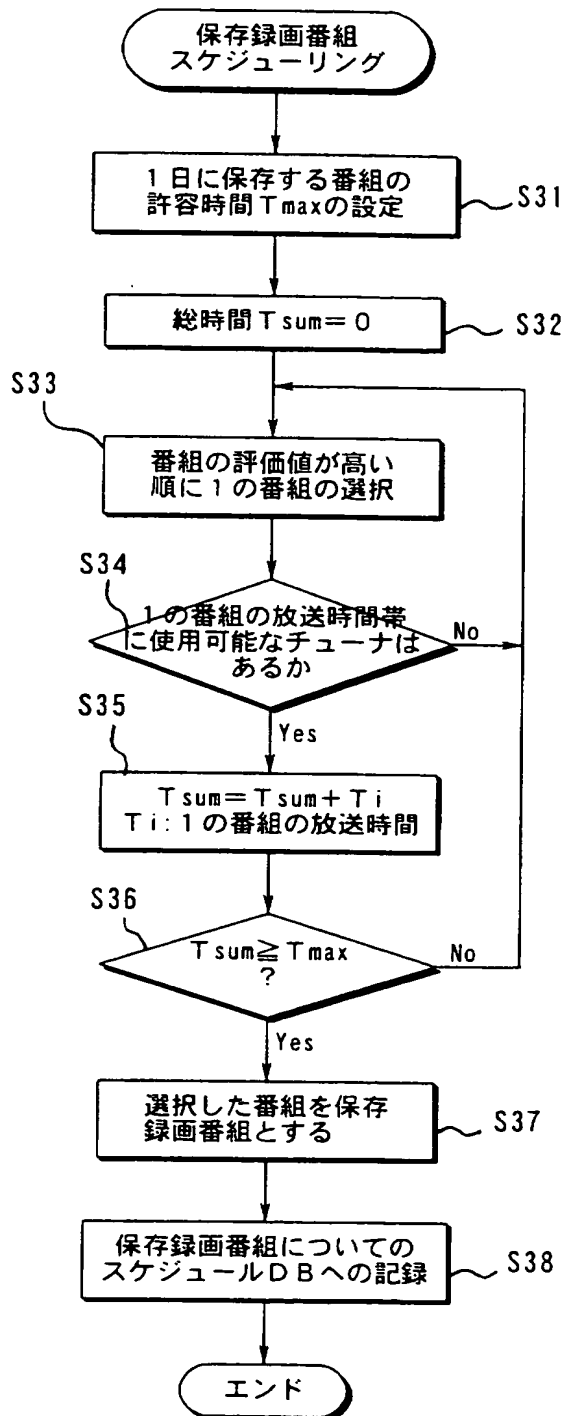 保存録画番組
スケジューリング
1日に保存する番組の
許容時間Tmaxの設定
S31
総時間Tsum=0
S32
S33
番組の評価値が高い
順に1の番組の選択
S34
1の番組の放送時間帯
に使用可能なチューナは
あるか
No
Yes
S35
Tsum=Tsum+Ti
Ti:1の番組の放送時間
S36
Tsum≧Tmax
?
No
Yes
選択した番組を保存
録画番組とする
S37
保存録画番組についての
スケジュールDBへの記録
S38
エンド